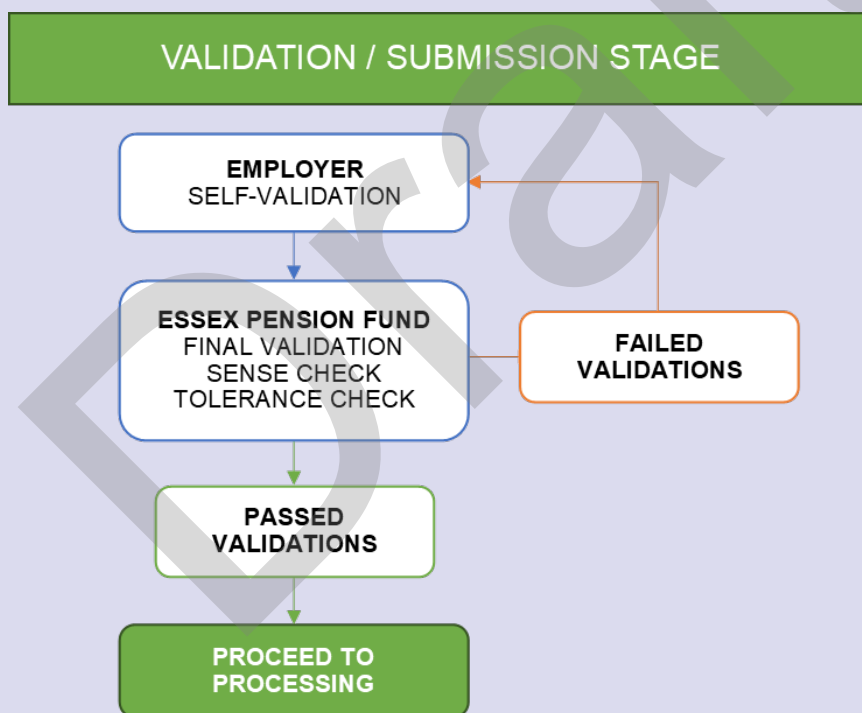 VALIDATION / SUBMISSION STAGE
EMPLOYER
SELF-VALIDATION
ESSEX PENSION FUND
FINAL VALIDATION
SENSE CHECK
TOLERANCE CHECK
FAILED
VALIDATIONS
PASSED
VALIDATIONS
PROCEED TO
PROCESSING
Draft